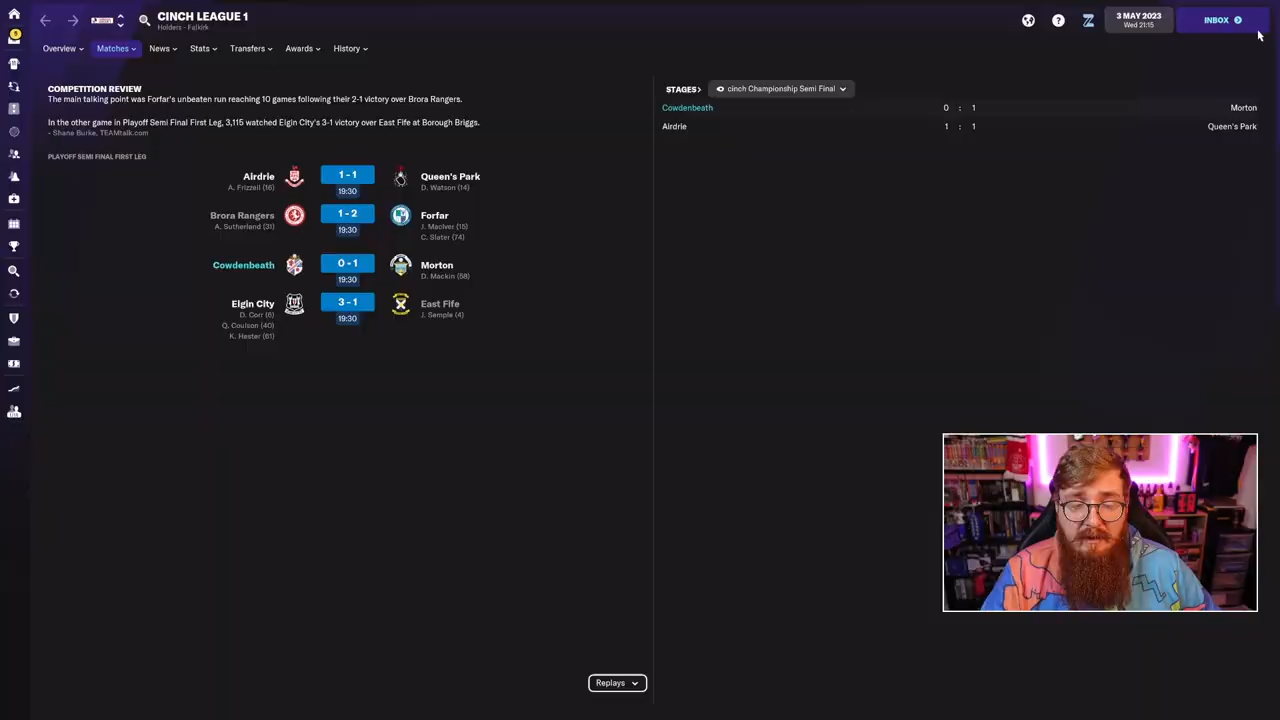 CINCH LEAGUE 1
Holders - Falkirk
3 MAY 2023
Wed 21:15
INBOX
Overview
Matches
News
Stats
Transfers
Awards
History
COMPETITION REVIEW
The main talking point was Forfar's unbeaten run reaching 10 games following their 2-1 victory over Brora Rangers.
In the other game in Playoff Semi Final First Leg, 3,115 watched Elgin City's 3-1 victory over East Fife at Borough Briggs.
- Shane Burke, TEAMtalk.com
PLAYOFF SEMI FINAL FIRST LEG
Airdrie 1 - 1 Queen's Park
A. Frizzell (16) 19:30 D. Watson (14)
Brora Rangers 1 - 2 Forfar
A. Sutherland (31) 19:30 J. MacIver (15)
C. Slater (74)
Cowdenbeath 0 - 1 Morton
19:30 D. Mackin (58)
Elgin City 3 - 1 East Fife
D. Corr (6) 19:30 J. Semple (4)
Q. Coulson (40)
K. Hester (61)
STAGES> cinch Championship Semi Final
Cowdenbeath 0 : 1 Morton
Airdrie 1 : 1 Queen's Park
Replays